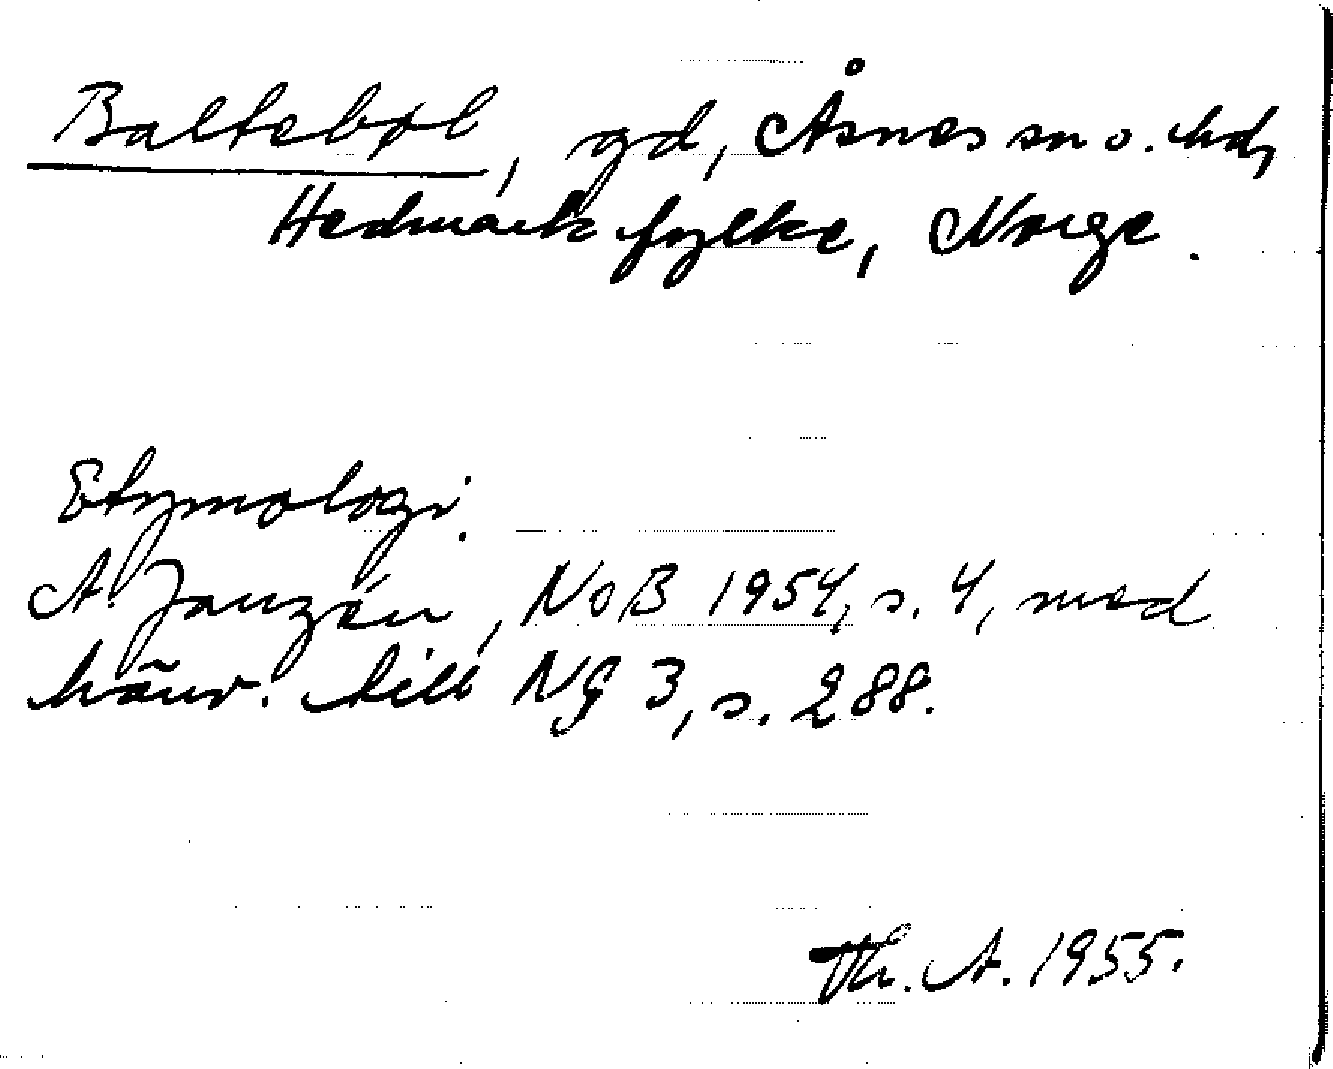 Baltebøl, gd, Åsnes sn o. hd,
Hedmark fylke, Norge.
Etymologi.
A. Janzén, NoB 1954, s. 4, med
hänv. till NG 3, s. 288.
Th. A. 1955.